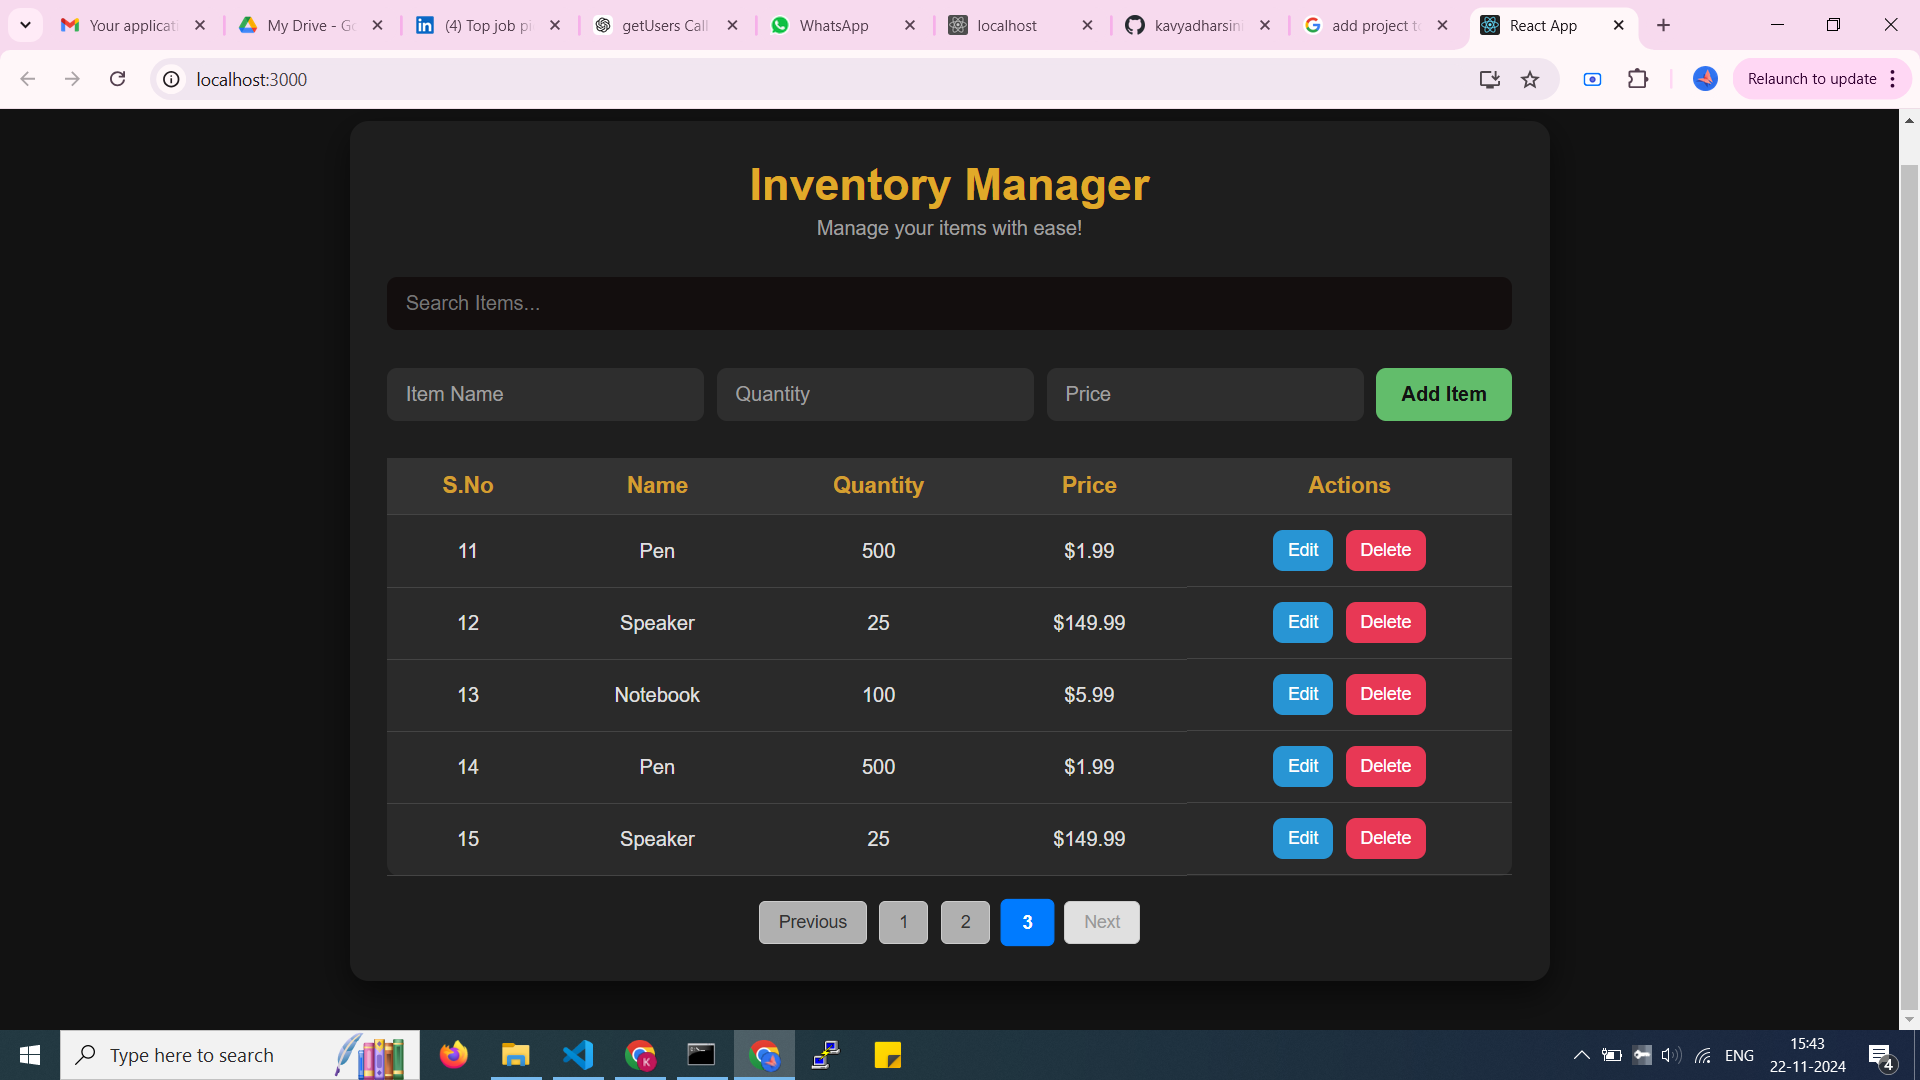 Your applicati
My Drive - Go
(4) Top job pi
getUsers Call
WhatsApp
localhost
kavyadharsini
add project to
React App
localhost:3000
Relaunch to update
Inventory Manager
Manage your items with ease!
Search Items...
Item Name Quantity Price Add Item
S.No Name Quantity Price Actions
11 Pen 500 $1.99 Edit Delete
12 Speaker 25 $149.99 Edit Delete
13 Notebook 100 $5.99 Edit Delete
14 Pen 500 $1.99 Edit Delete
15 Speaker 25 $149.99 Edit Delete
Previous 1 2 3 Next
Type here to search
K
ENG
15:43
22-11-2024
4